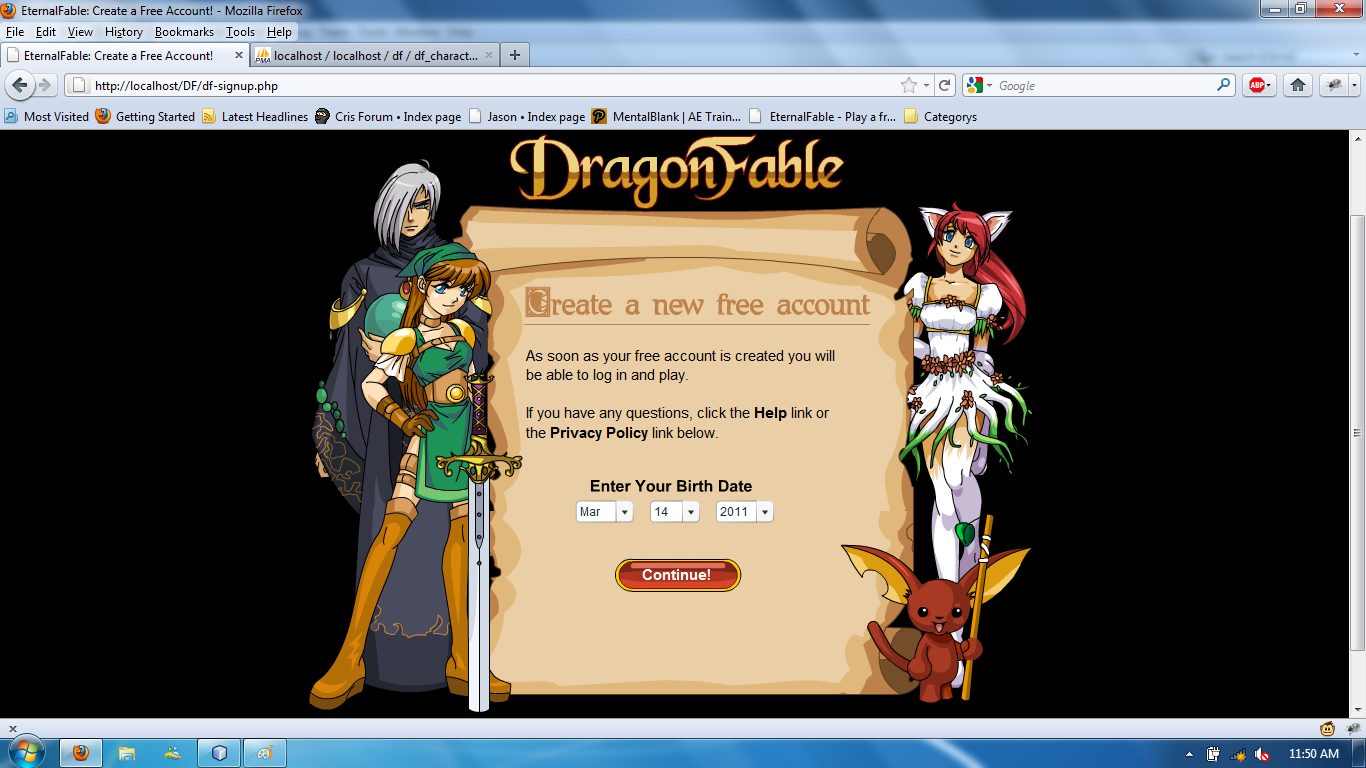 EternalFable: Create a Free Account! - Mozilla Firefox
File Edit View History Bookmarks Tools Help
EternalFable: Create a Free Account!
localhost / localhost / df / df_charact...
http://localhost/DF/df-signup.php
Google
ABP
Most Visited Getting Started Latest Headlines Cris Forum • Index page Jason • Index page MentalBlank | AE Train... EternalFable - Play a fr... Categorys
DragonFable
Create a new free account
As soon as your free account is created you will
be able to log in and play.
If you have any questions, click the Help link or
the Privacy Policy link below.
Enter Your Birth Date
Mar 14 2011
Continue!
11:50 AM